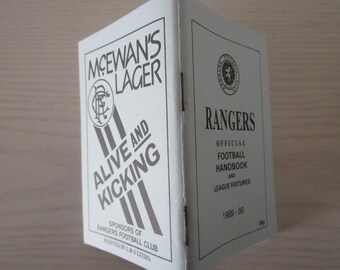 McEWAN'S
LAGER
ALIVE AND
KICKING
SPONSORS OF
RANGERS FOOTBALL CLUB
RANGERS
OFFICIAL
FOOTBALL
HANDBOOK
AND
LEAGUE FIXTURES
1989-90